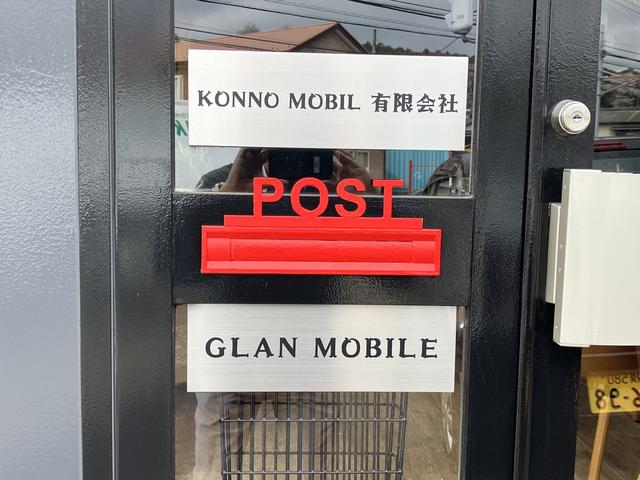 KONNO MOBIL 有限会社
POST
GLAN MOBILE